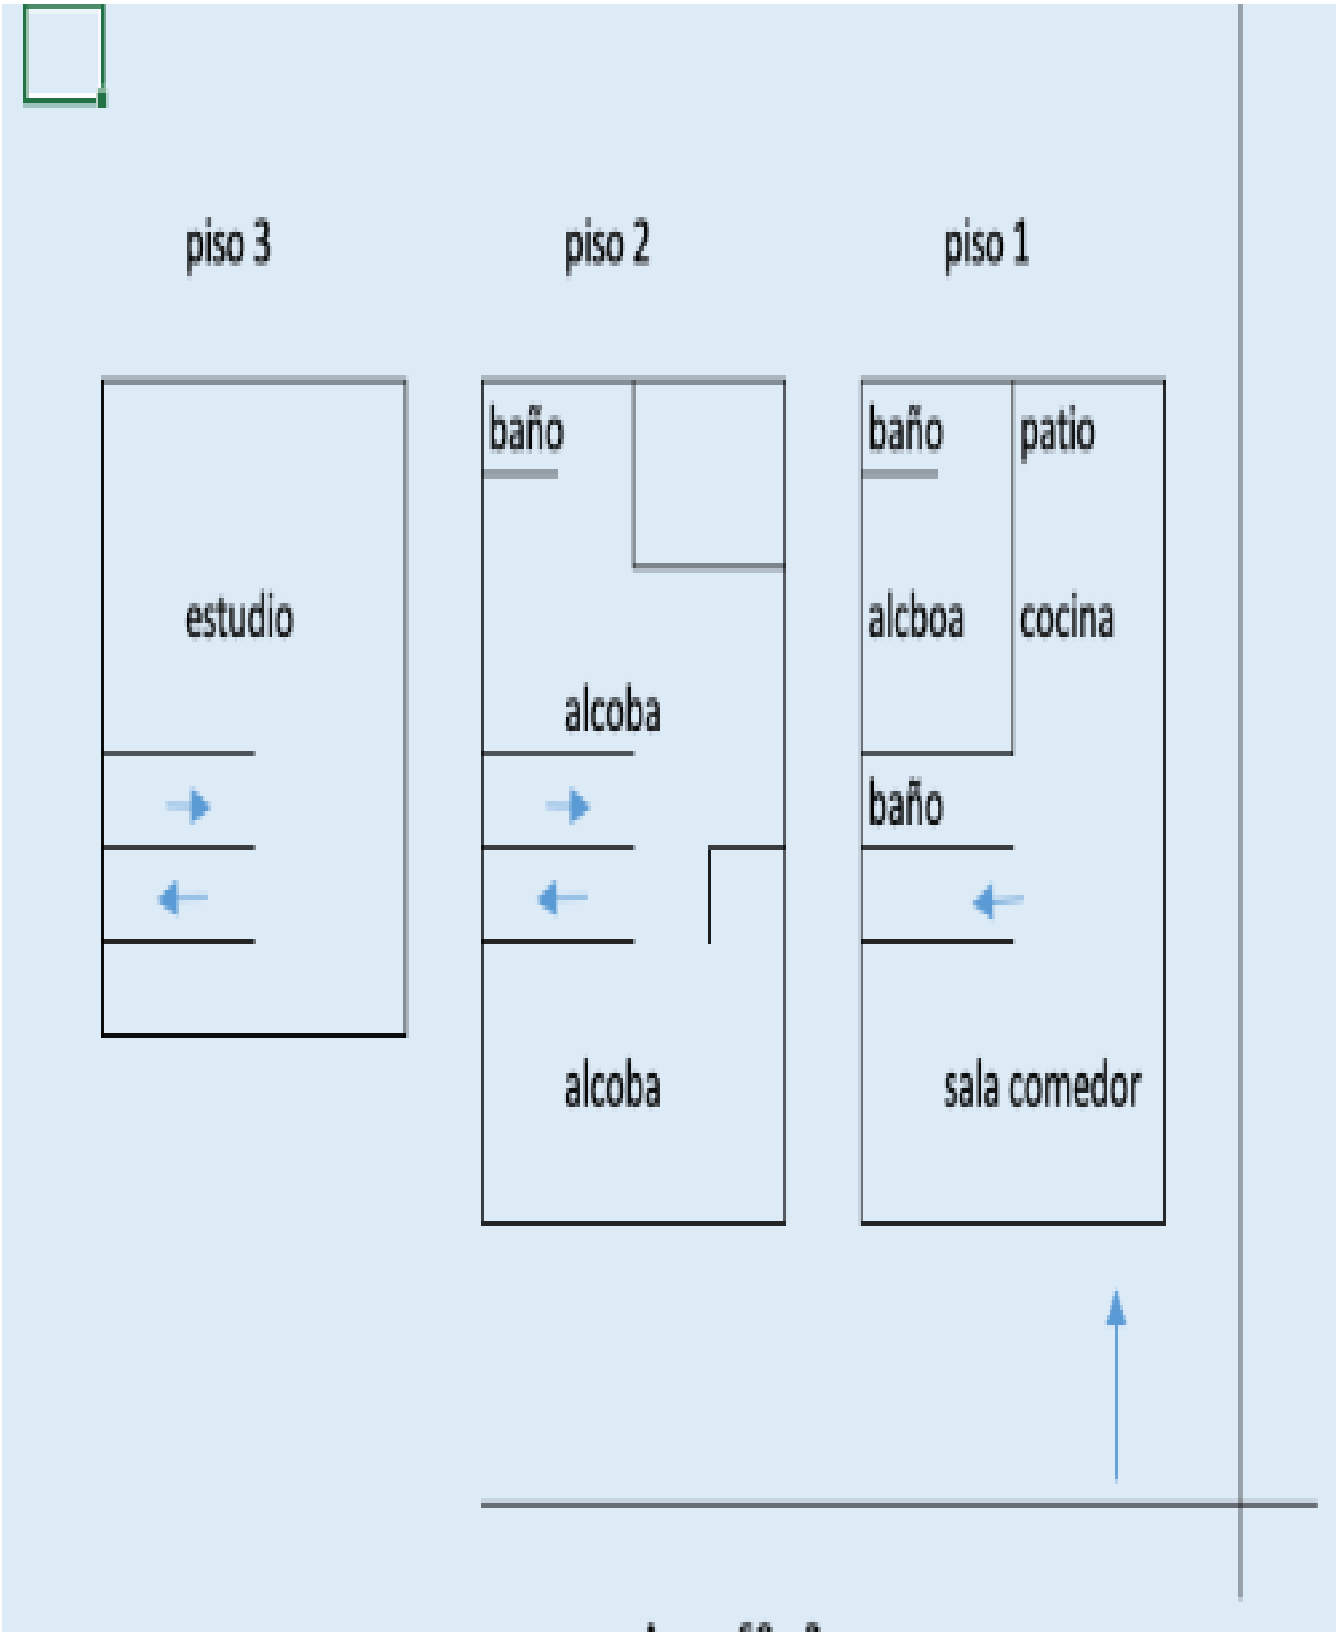 piso 3 piso 2 piso 1
baño baño patio
estudio alcboa cocina
alcoba
baño
alcoba sala comedor